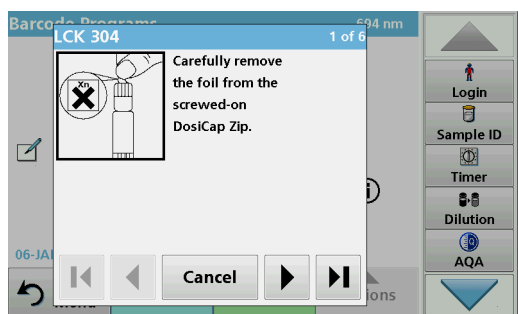 Barcode Programs
694 nm
LCK 304
1 of 6
Xn
Carefully remove
the foil from the
screwed-on
DosiCap Zip.
06-JA
Cancel
Menu
ions
Login
Sample ID
Timer
Dilution
AQA